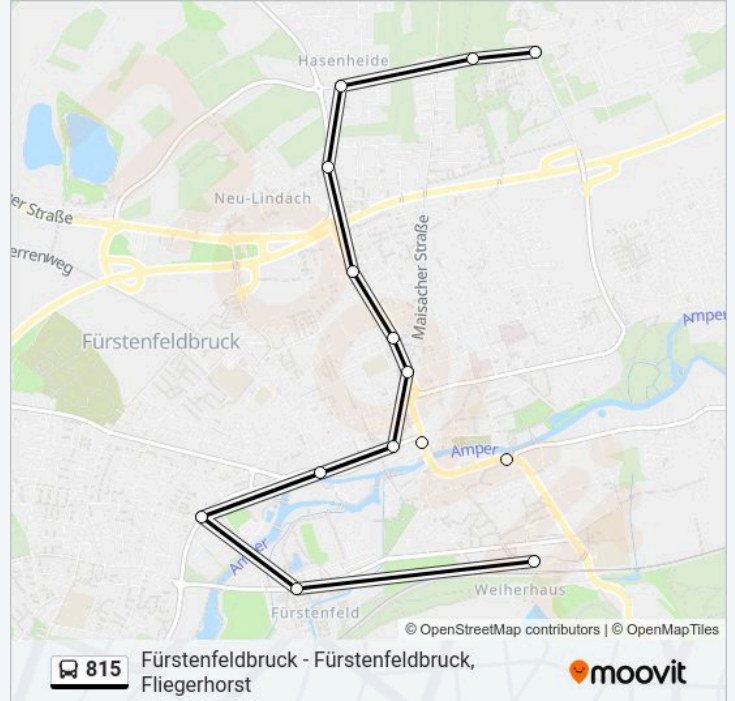 Hasenheide
Neu-Lindach
er Straße
errenweg
Maisacher Straße
Amper
Fürstenfeldbruck
Amper
Amper
Weiherhaus
Fürstenfeld
© OpenStreetMap contributors | © OpenMapTiles
815
Fürstenfeldbruck - Fürstenfeldbruck,
Fliegerhorst
moovit